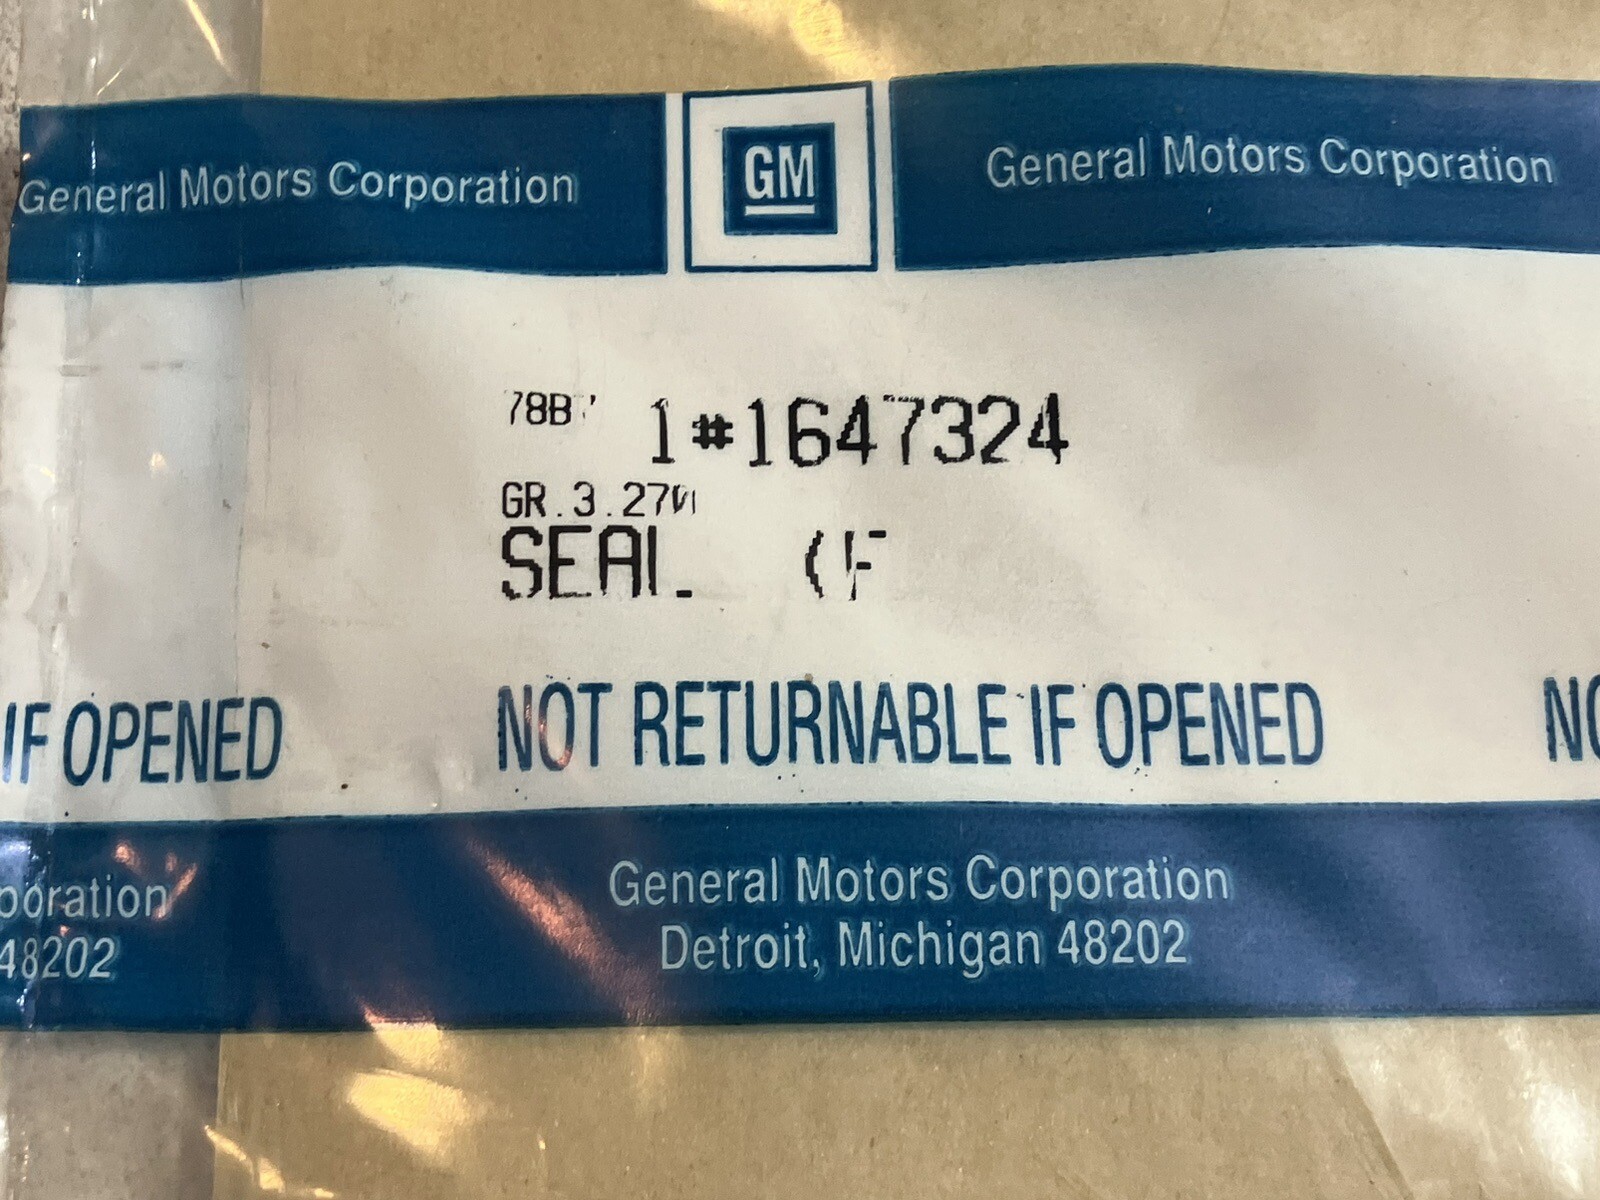 General Motors Corporation GM General Motors Corporation
1#1647324
GR.3.270
SEAL (F
IF OPENED NOT RETURNABLE IF OPENED
poration General Motors Corporation
48202 Detroit, Michigan 48202